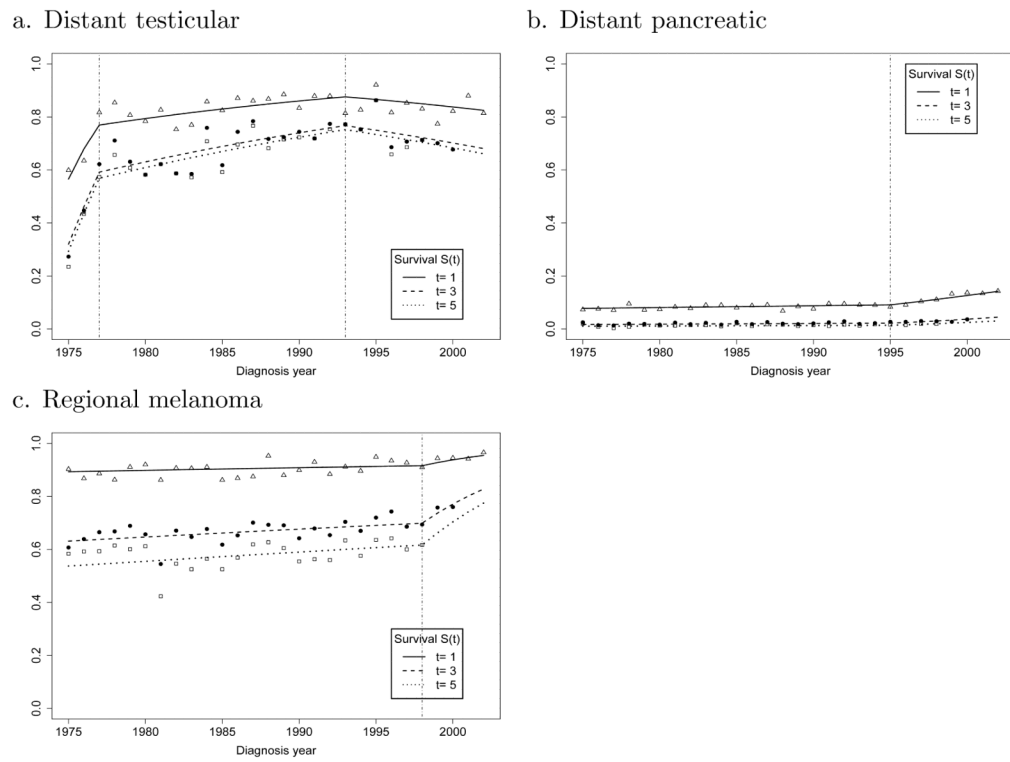 a. Distant testicular
1.0
0.8
0.6
0.4
0.2
0.0
Survival S(t)
t= 1
t= 3
t= 5
1975 1980 1985 1990 1995 2000
Diagnosis year
b. Distant pancreatic
1.0
0.8
0.6
0.4
0.2
0.0
Survival S(t)
t= 1
t= 3
t= 5
1975 1980 1985 1990 1995 2000
Diagnosis year
c. Regional melanoma
1.0
0.8
0.6
0.4
0.2
0.0
Survival S(t)
t= 1
t= 3
t= 5
1975 1980 1985 1990 1995 2000
Diagnosis year